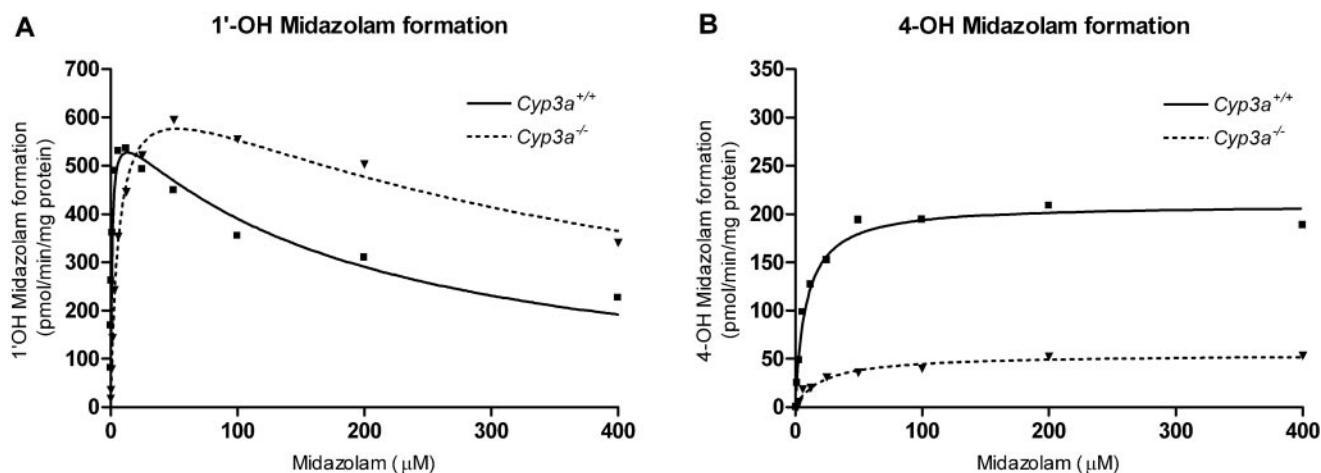 A
1'-OH Midazolam formation
1'OH Midazolam formation
(pmol/min/mg protein)
700
600
500
400
300
200
100
0
Cyp3a+/+
Cyp3a-/-
0 100 200 300 400
Midazolam ( μM)
B
4-OH Midazolam formation
4-OH Midazolam formation
(pmol/min/mg protein)
350
300
250
200
150
100
50
0
Cyp3a+/+
Cyp3a-/-
0 100 200 300 400
Midazolam ( μM)